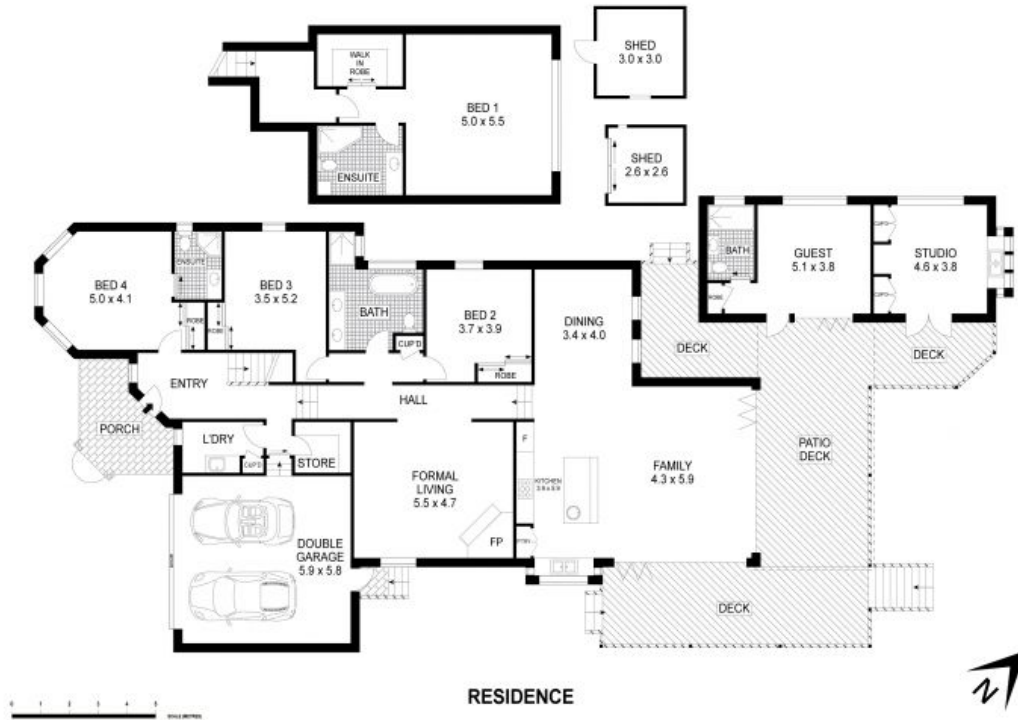 WALK
IN
ROBE
BED 1
5.0 x 5.5
ENSUITE
SHED
3.0 x 3.0
SHED
2.6 x 2.6
BED 4
5.0 x 4.1
ENSUITE
BED 3
3.5 x 5.2
ROBE
ROBE
BATH
CUP'D
BED 2
3.7 x 3.9
ROBE
DINING
3.4 x 4.0
DECK
BATH
ROBE
GUEST
5.1 x 3.8
CUP'D
CUP'D
STUDIO
4.6 x 3.8
DECK
ENTRY
PORCH
HALL
L'DRY
CUP'D
STORE
FORMAL
LIVING
5.5 x 4.7
FP
F
KITCHEN
FAMILY
4.3 x 5.9
PATIO
DECK
DOUBLE
GARAGE
5.9 x 5.8
DECK
RESIDENCE
N
0 1 2 3 4 5
SCALE (METRES)